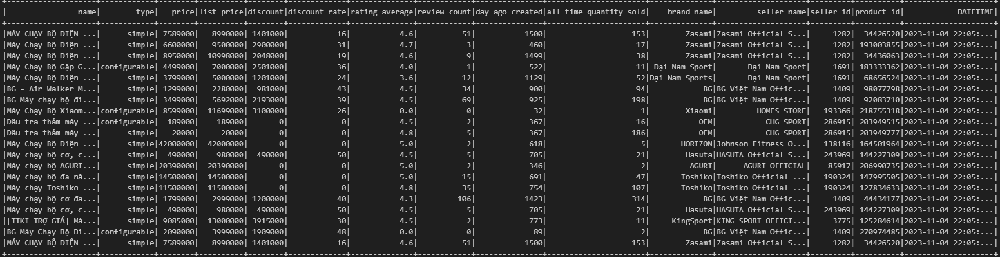 | name| type| price|list_price|discount|discount_rate|rating_average|review_count|day_ago_created|all_time_quantity_sold| brand_name| seller_name|seller_id|product_id| DATETIME|
|MÁY CHẠY BỘ ĐIỆN ...| simple| 7589000| 8990000| 1401000| 16| 4.6| 51| 1500| 153| Zasami|Zasami Official S...| 1282| 34426520|2023-11-04 22:05:...|
|Máy Chạy Bộ Điện ...| simple| 6600000| 9500000| 2900000| 31| 4.7| 3| 460| 17| Zasami|Zasami Official S...| 1282| 193003855|2023-11-04 22:05:...|
|Máy Chạy Bộ Điện ...| simple| 8950000| 10998000| 2048000| 19| 4.6| 9| 1499| 38| Zasami|Zasami Official S...| 1282| 34436063|2023-11-04 22:05:...|
|Máy Chạy Bộ Gập G...|configurable| 4499000| 7000000| 2501000| 36| 4.0| 1| 522| 11| Đại Nam Sport| Đại Nam Sport| 1691| 183333362|2023-11-04 22:05:...|
|Máy Chạy Bộ Điện ...| simple| 3799000| 5000000| 1201000| 24| 3.6| 12| 1129| 52|Đại Nam Sports| Đại Nam Sport| 1691| 68656524|2023-11-04 22:05:...|
|BG - Air Walker M...| simple| 1299000| 2280000| 981000| 43| 4.5| 34| 900| 94| BG|BG Việt Nam Offic...| 1409| 98077798|2023-11-04 22:05:...|
|BG Máy chạy bộ đi...| simple| 3499000| 5692000| 2193000| 39| 4.5| 69| 925| 198| BG|BG Việt Nam Offic...| 1409| 92083710|2023-11-04 22:05:...|
|Máy Chạy Bộ Xiaom...|configurable| 8599000| 11699000| 3100000| 26| 0.0| 0| 32| 1| Xiaomi| HOMES STORE| 193366| 218755318|2023-11-04 22:05:...|
|Dầu tra thảm máy ...|configurable| 189000| 189000| 0| 0| 4.5| 2| 367| 16| OEM| CHG SPORT| 286915| 203949515|2023-11-04 22:05:...|
|Dầu tra thảm máy ...| simple| 20000| 20000| 0| 0| 4.8| 5| 367| 186| OEM| CHG SPORT| 286915| 203949777|2023-11-04 22:05:...|
|Máy Chạy Bộ Điện ...| simple|42000000| 42000000| 0| 0| 5.0| 2| 618| 5| HORIZON|Johnson Fitness O...| 138116| 164501964|2023-11-04 22:05:...|
|Máy chạy bộ cơ, c...| simple| 490000| 980000| 490000| 50| 4.5| 5| 705| 21| Hasuta|HASUTA Official S...| 243969| 144227309|2023-11-04 22:05:...|
|Máy chạy bộ AGURI...| simple|20390000| 20390000| 0| 0| 5.0| 2| 346| 2| AGURI| AGURI OFFICIAL| 85917| 206990735|2023-11-04 22:05:...|
|Máy chạy bộ đa nă...| simple|14500000| 14500000| 0| 0| 5.0| 15| 691| 47| Toshiko|Toshiko Official ...| 190324| 147995505|2023-11-04 22:05:...|
|MÁY CHẠY Toshiko ...| simple|11500000| 11500000| 0| 0| 4.8| 35| 754| 107| Toshiko|Toshiko Official ...| 190324| 127834633|2023-11-04 22:05:...|
|Máy chạy bộ cơ đa...| simple| 1799000| 2999000| 1200000| 40| 4.3| 106| 1423| 314| BG|BG Việt Nam Offic...| 1409| 44434177|2023-11-04 22:05:...|
|Máy chạy bộ cơ, c...| simple| 490000| 980000| 490000| 50| 4.5| 5| 705| 21| Hasuta|HASUTA Official S...| 243969| 144227309|2023-11-04 22:05:...|
|[TIKI TRỢ GIÁ] Má...| simple| 9085000| 13000000| 3915000| 30| 4.5| 2| 773| 11| KingSport|KING SPORT OFFICI...| 3775| 125284614|2023-11-04 22:05:...|
|BG Máy Chạy Bộ Đi...|configurable| 2090000| 3999000| 1909000| 48| 0.0| 0| 89| 2| BG|BG Việt Nam Offic...| 1409| 270974485|2023-11-04 22:05:...|
|MÁY CHẠY BỘ ĐIỆN ...| simple| 7589000| 8990000| 1401000| 16| 4.6| 51| 1500| 153| Zasami|Zasami Official S...| 1282| 34426520|2023-11-04 22:05:...|